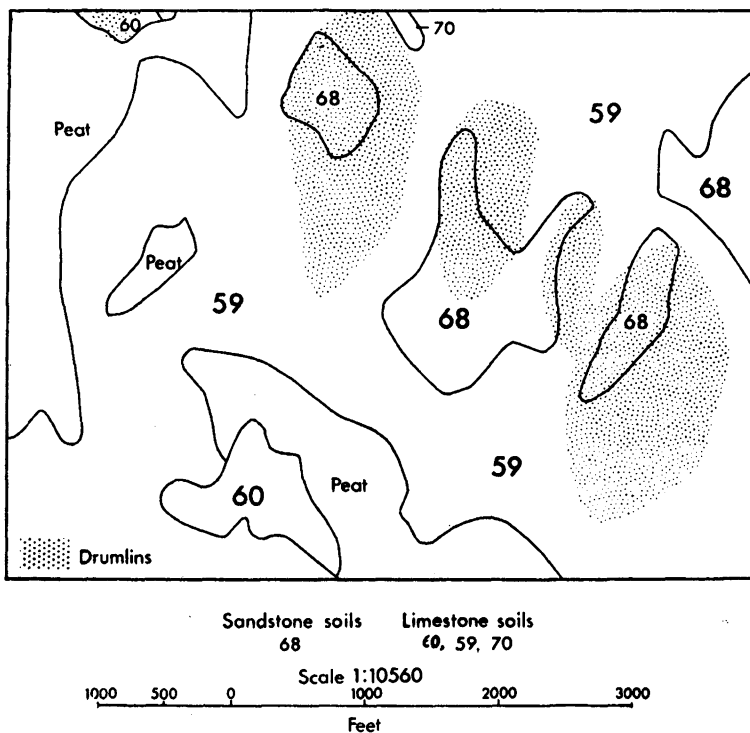 60
70
68
59
Peat
68
Peat
59
68
68
59
Peat
60
Drumlins
Sandstone soils Limestone soils
68 60, 59, 70
Scale 1:10560
1000 500 0 1000 2000 3000
Feet